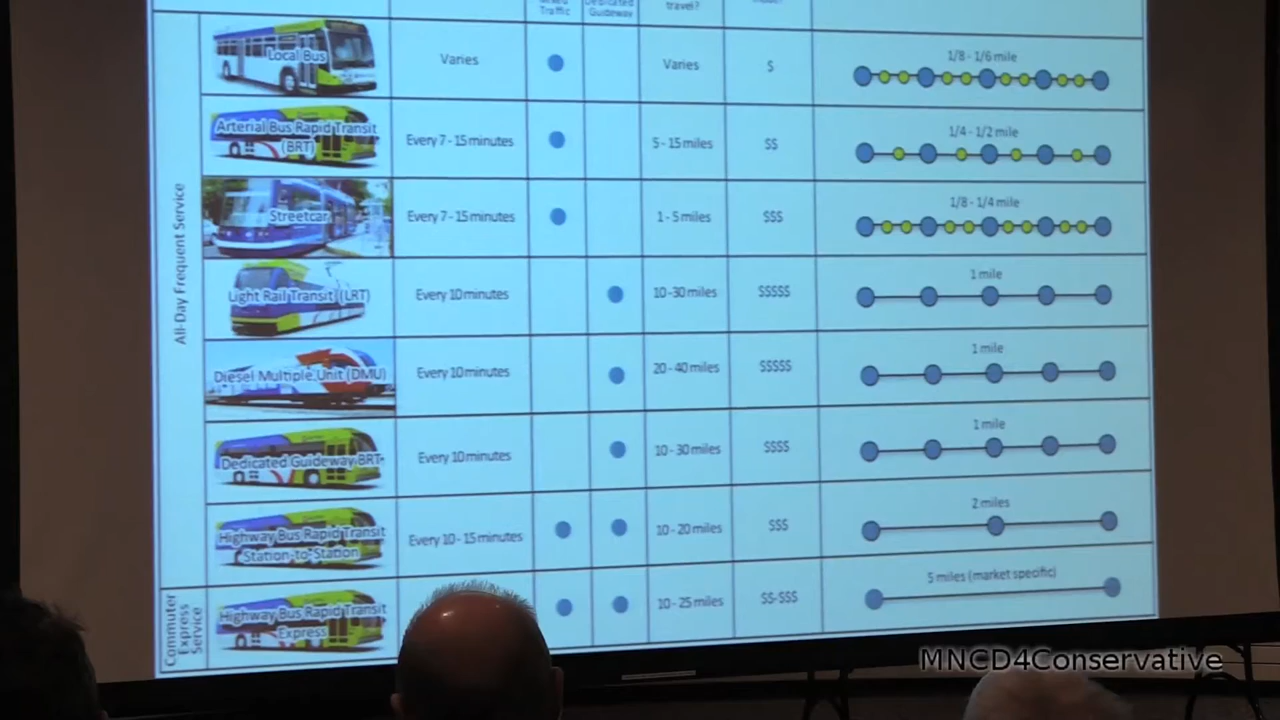 Traffic
Guideway
travel?
All-Day Frequent Service
Local Bus
Varies
Varies
$
1/8 - 1/6 mile
Arterial Bus Rapid Transit
(BRT)
Every 7 - 15 minutes
5 - 15 miles
$$
1/4 - 1/2 mile
Streetcar
Every 7 - 15 minutes
1 - 5 miles
$$$
1/8 - 1/4 mile
Light Rail Transit (LRT)
Every 10 minutes
10-30 miles
$$$$$
1 mile
Diesel Multiple Unit (DMU)
Every 10 minutes
20 - 40 miles
$$$$$
1 mile
Dedicated Guideway BRT
Every 10 minutes
10 - 30 miles
$$$$
1 mile
Highway Bus Rapid Transit
Station-to-Station
Every 10 - 15 minutes
10 - 20 miles
$$$
2 miles
Commuter
Express
Service
Highway Bus Rapid Transit
Express
10 - 25 miles
$$-$$$
5 miles (market specific)
MNCD4Conservative